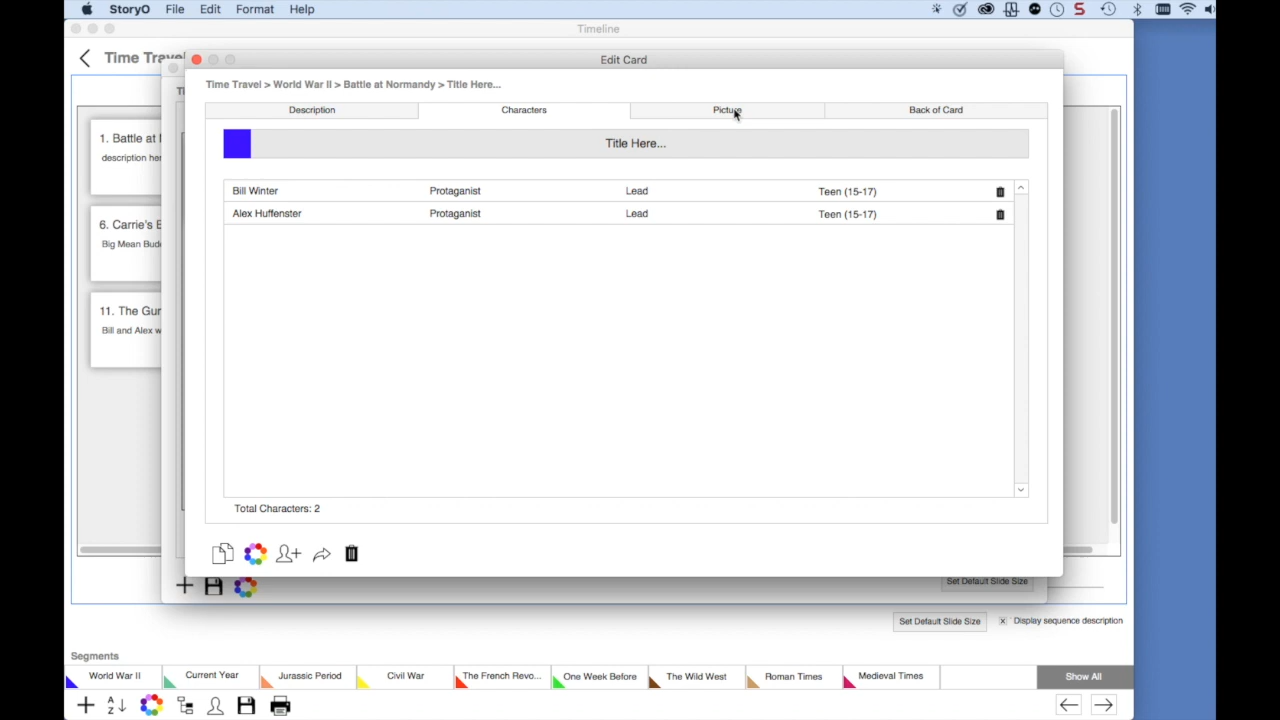 StoryO File Edit Format Help
Timeline
Time Travel
Edit Card
Time Travel > World War II > Battle at Normandy > Title Here...
Description Characters Picture Back of Card
Title Here...
Bill Winter Protaganist Lead Teen (15-17)
Alex Huffenster Protaganist Lead Teen (15-17)
Total Characters: 2
1. Battle at
description her
6. Carrie's
Big Mean Bud
11. The Gur
Bill and Alex w
Set Default Slide Size
Set Default Slide Size x Display sequence description
Segments
World War II Current Year Jurassic Period Civil War The French Revo... One Week Before The Wild West Roman Times Medieval Times Show All
A
Z